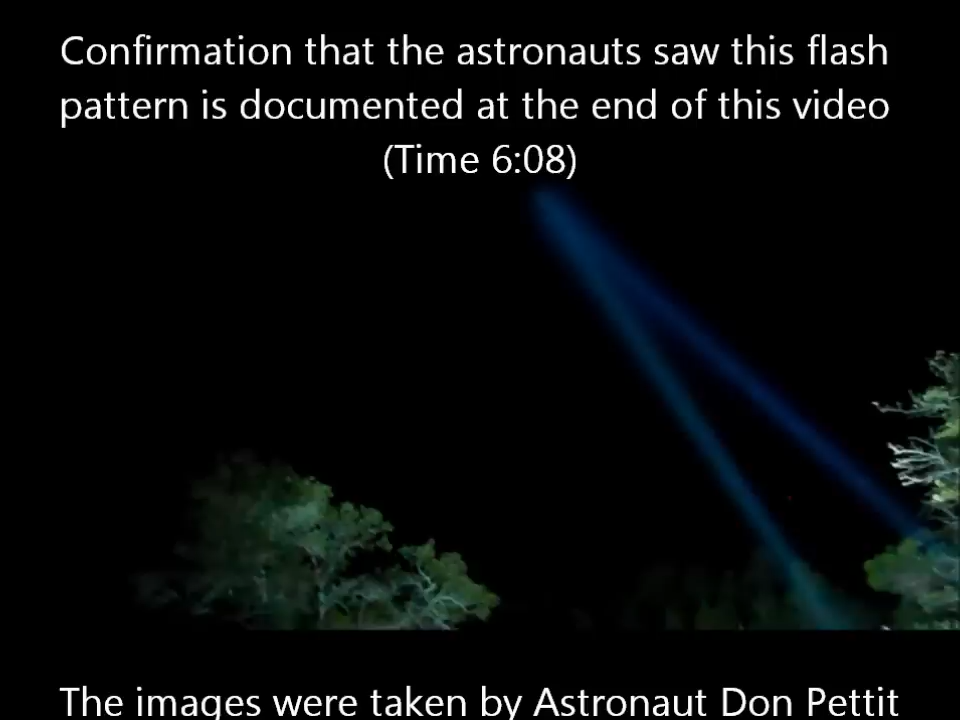 Confirmation that the astronauts saw this flash
pattern is documented at the end of this video
(Time 6:08)
The images were taken by Astronaut Don Pettit